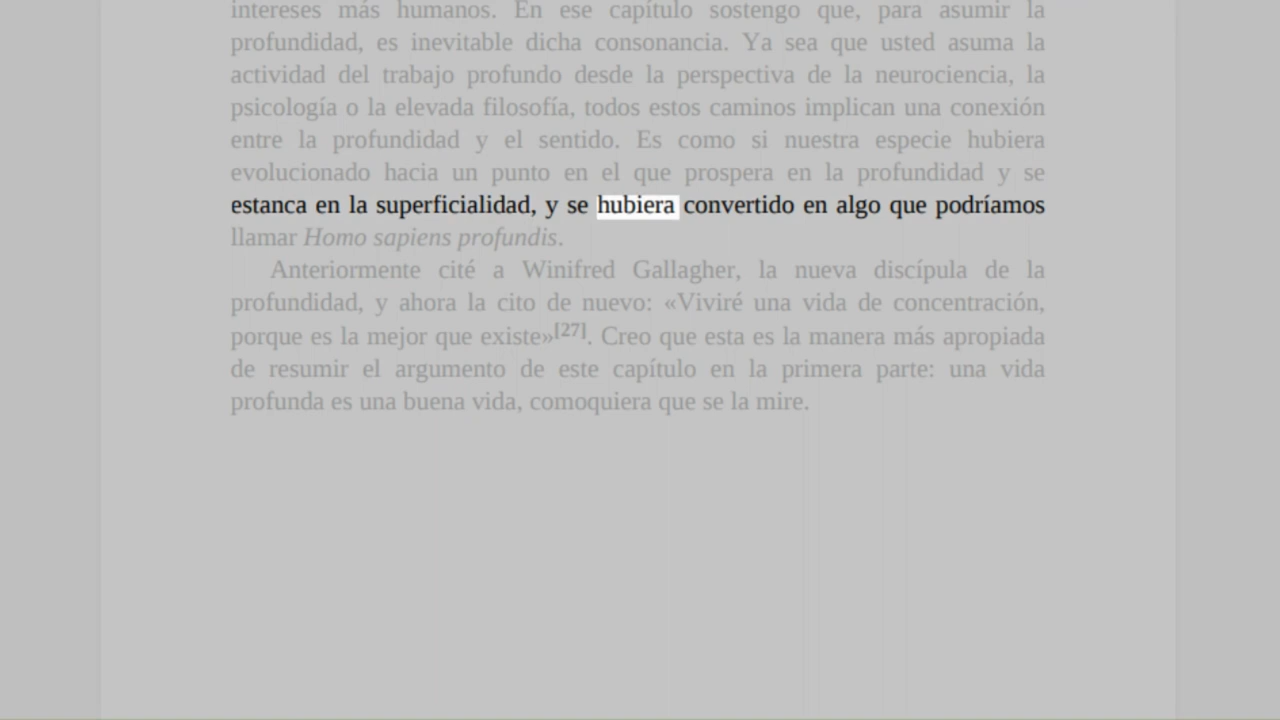 intereses más humanos. En ese capítulo sostengo que, para asumir la
profundidad, es inevitable dicha consonancia. Ya sea que usted asuma la
actividad del trabajo profundo desde la perspectiva de la neurociencia, la
psicología o la elevada filosofía, todos estos caminos implican una conexión
entre la profundidad y el sentido. Es como si nuestra especie hubiera
evolucionado hacia un punto en el que prospera en la profundidad y se
estanca en la superficialidad, y se hubiera convertido en algo que podríamos
llamar Homo sapiens profundis.
Anteriormente cité a Winifred Gallagher, la nueva discípula de la
profundidad, y ahora la cito de nuevo: «Viviré una vida de concentración,
porque es la mejor que existe»[27]. Creo que esta es la manera más apropiada
de resumir el argumento de este capítulo en la primera parte: una vida
profunda es una buena vida, comoquiera que se la mire.